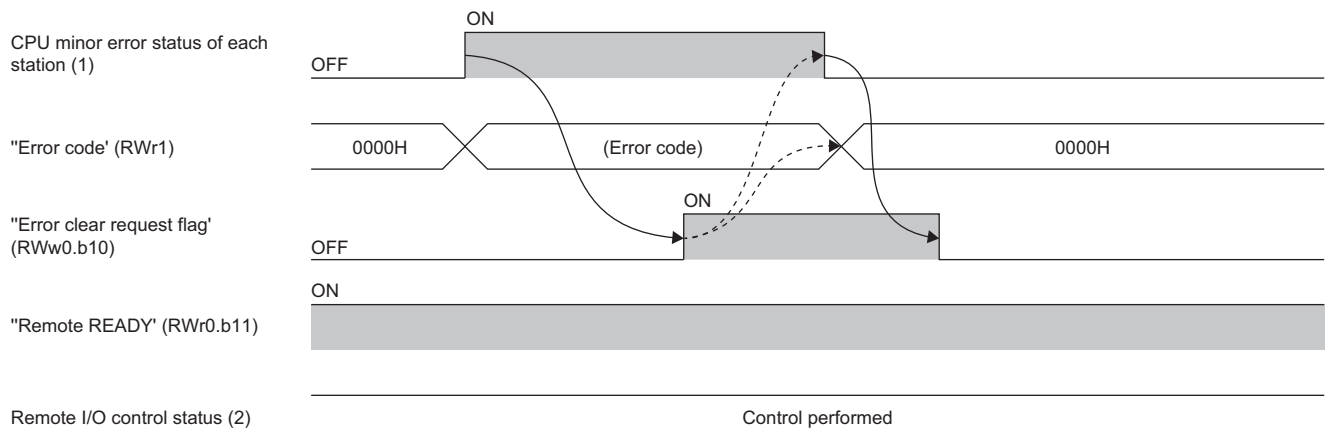 ON
CPU minor error status of each
station (1)
OFF
"Error code' (RWr1)
0000H
(Error code)
0000H
ON
"Error clear request flag'
(RWw0.b10)
OFF
ON
"Remote READY' (RWr0.b11)
Remote I/O control status (2)
Control performed